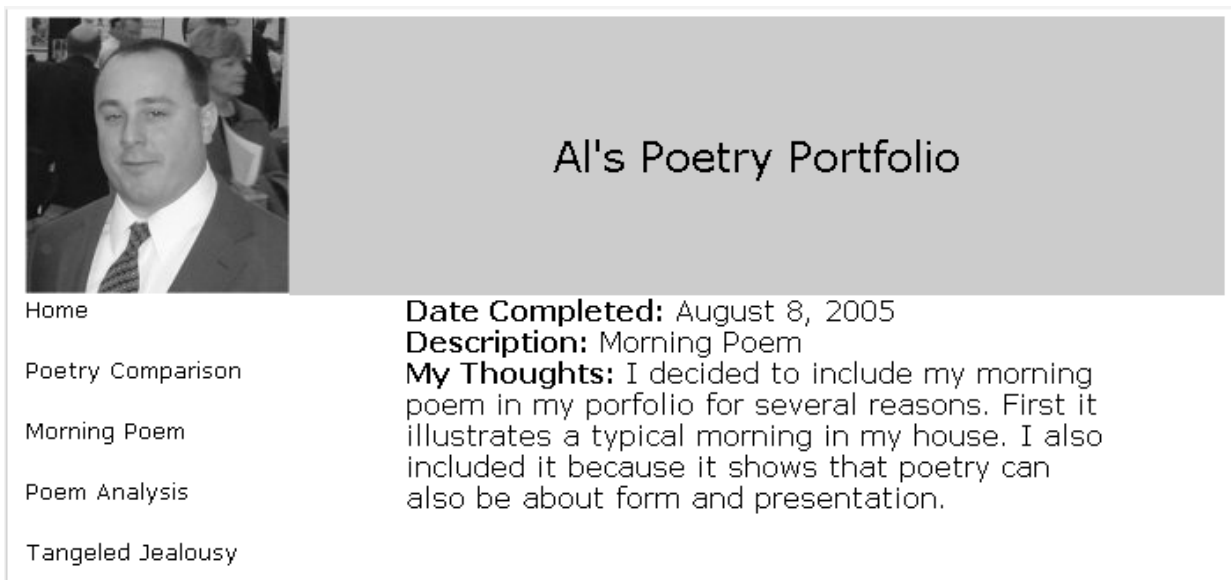 Al's Poetry Portfolio
Home
Poetry Comparison
Morning Poem
Poem Analysis
Tangeled Jealousy
Date Completed: August 8, 2005
Description: Morning Poem
My Thoughts: I decided to include my morning
poem in my porfolio for several reasons. First it
illustrates a typical morning in my house. I also
included it because it shows that poetry can
also be about form and presentation.